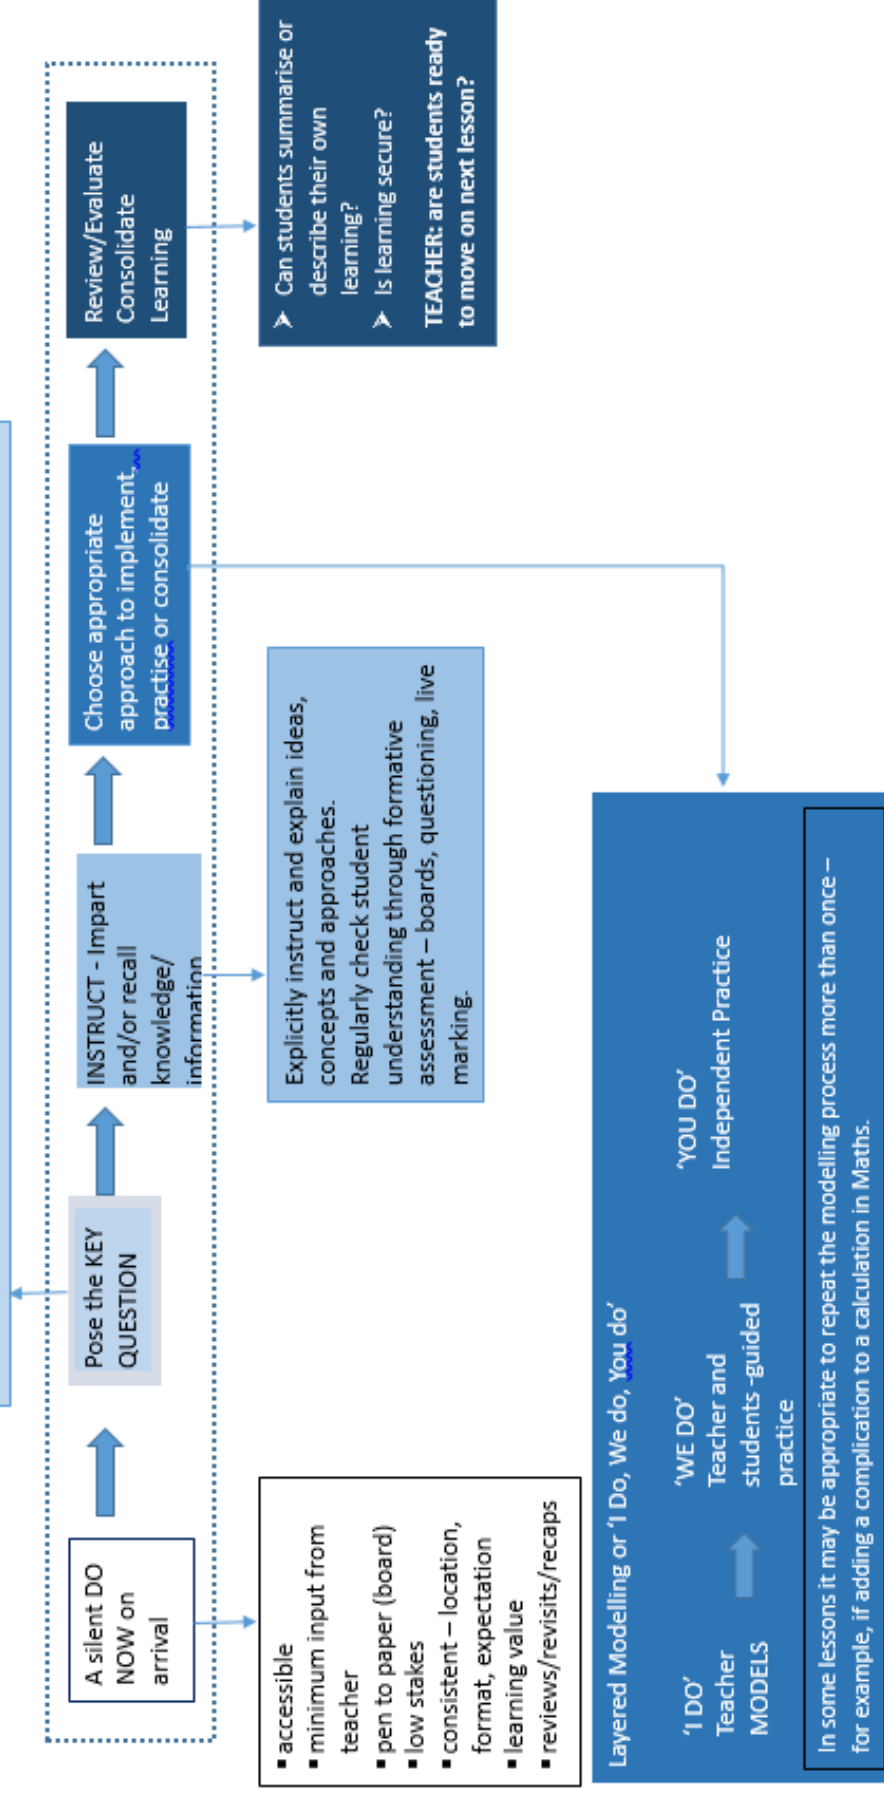 A silent DO
NOW on
arrival
Pose the KEY
QUESTION
INSTRUCT - Impart
and/or recall
knowledge/
information
Choose appropriate
approach to implement,
practise or consolidate
Review/Evaluate
Consolidate
Learning
▪ accessible
▪ minimum input from
teacher
▪ pen to paper (board)
▪ low stakes
▪ consistent – location,
format, expectation
▪ learning value
▪ reviews/revisits/recaps
Explicitly instruct and explain ideas,
concepts and approaches.
Regularly check student
understanding through formative
assessment – boards, questioning, live
marking.
➢ Can students summarise or
describe their own
learning?
➢ Is learning secure?
TEACHER: are students ready
to move on next lesson?
Layered Modelling or ‘I Do, We do, You do’
‘I DO’
Teacher
MODELS
‘WE DO’
Teacher and
students -guided
practice
‘YOU DO’
Independent Practice
In some lessons it may be appropriate to repeat the modelling process more than once –
for example, if adding a complication to a calculation in Maths.